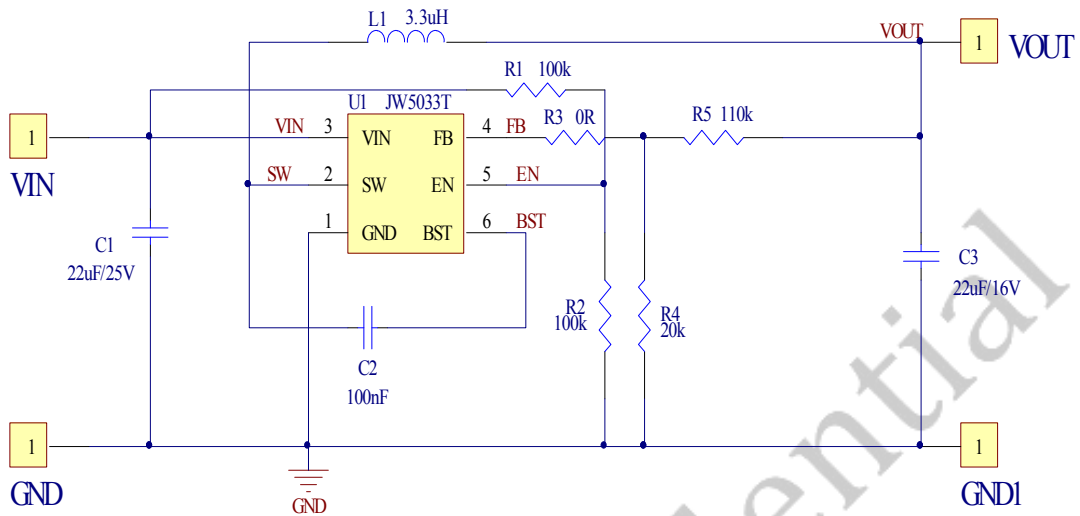 L1 3.3uH
VOUT
1
VOUT
R1 100k
U1 JW5033T
1
VIN
VIN
3
VIN
FB
4
FB
R3 0R
R5 110k
SW
2
SW
EN
5
EN
1
GND
BST
6
BST
C1
22uF/25V
C3
22uF/16V
R2
100k
R4
20k
C2
100nF
1
GND
GND
1
GND1
ential